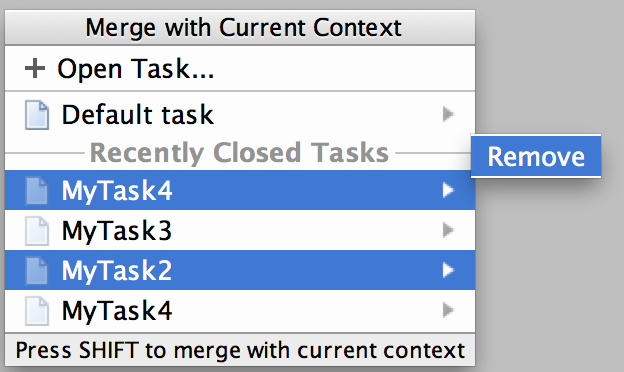 Merge with Current Context
Open Task...
Default task
Recently Closed Tasks
Remove
MyTask4
MyTask3
MyTask2
MyTask4
Press SHIFT to merge with current context